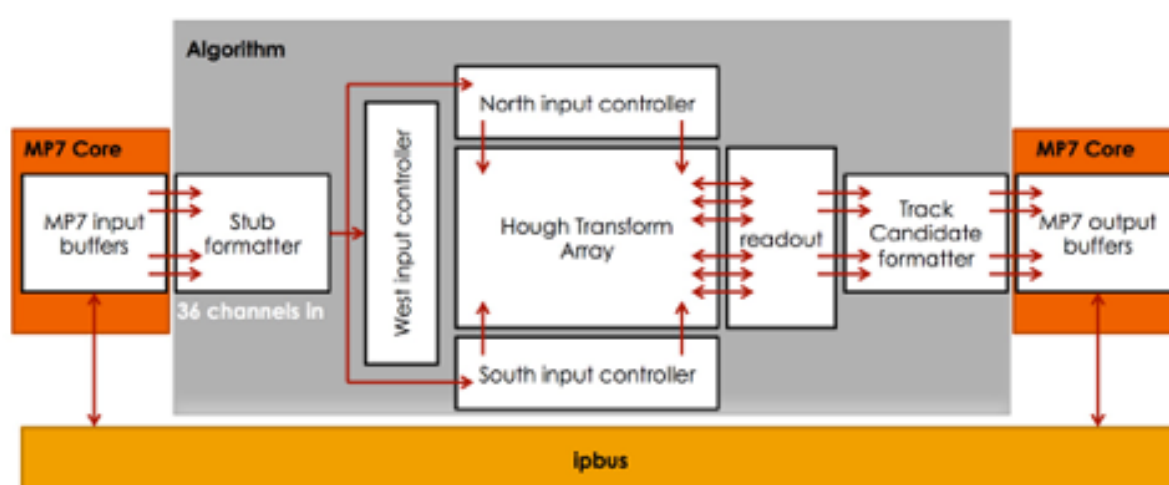 Algorithm
MP7 Core
MP7 input
buffers
Stub
formatter
36 channels in
West input controller
North input controller
Hough Transform
Array
South input controller
readout
Track
Candidate
formatter
MP7 Core
MP7 output
buffers
ipbus